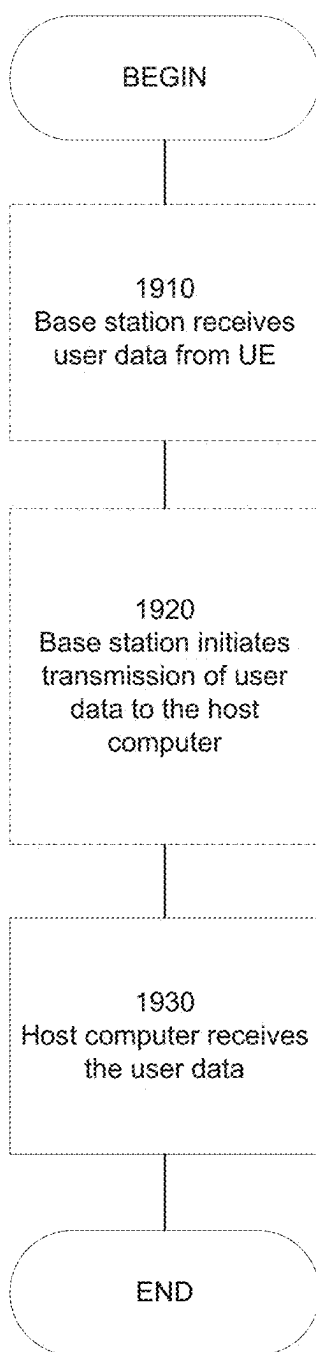 BEGIN
1910
Base station receives
user data from UE
1920
Base station initiates
transmission of user
data to the host
computer
1930
Host computer receives
the user data
END